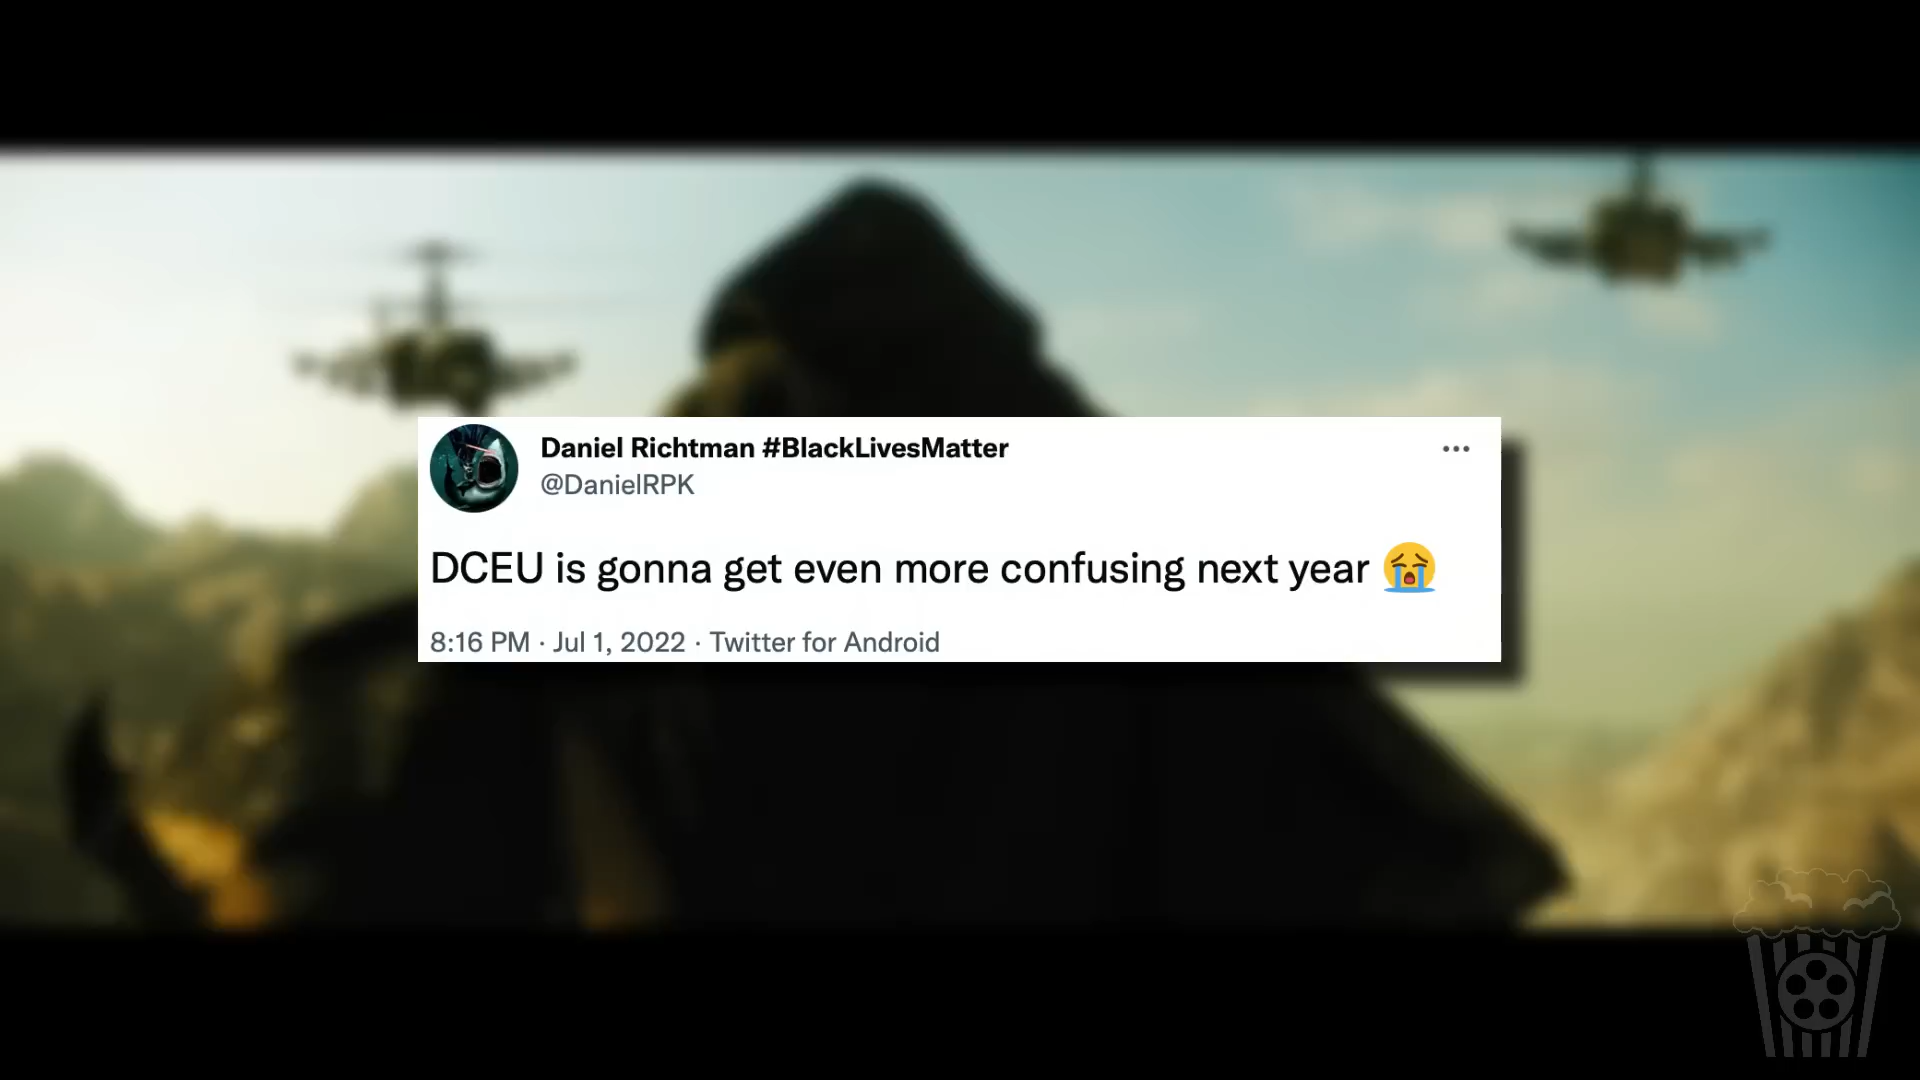 Daniel Richtman #BlackLivesMatter
@DanielRPK
DCEU is gonna get even more confusing next year 😭
8:16 PM · Jul 1, 2022 · Twitter for Android